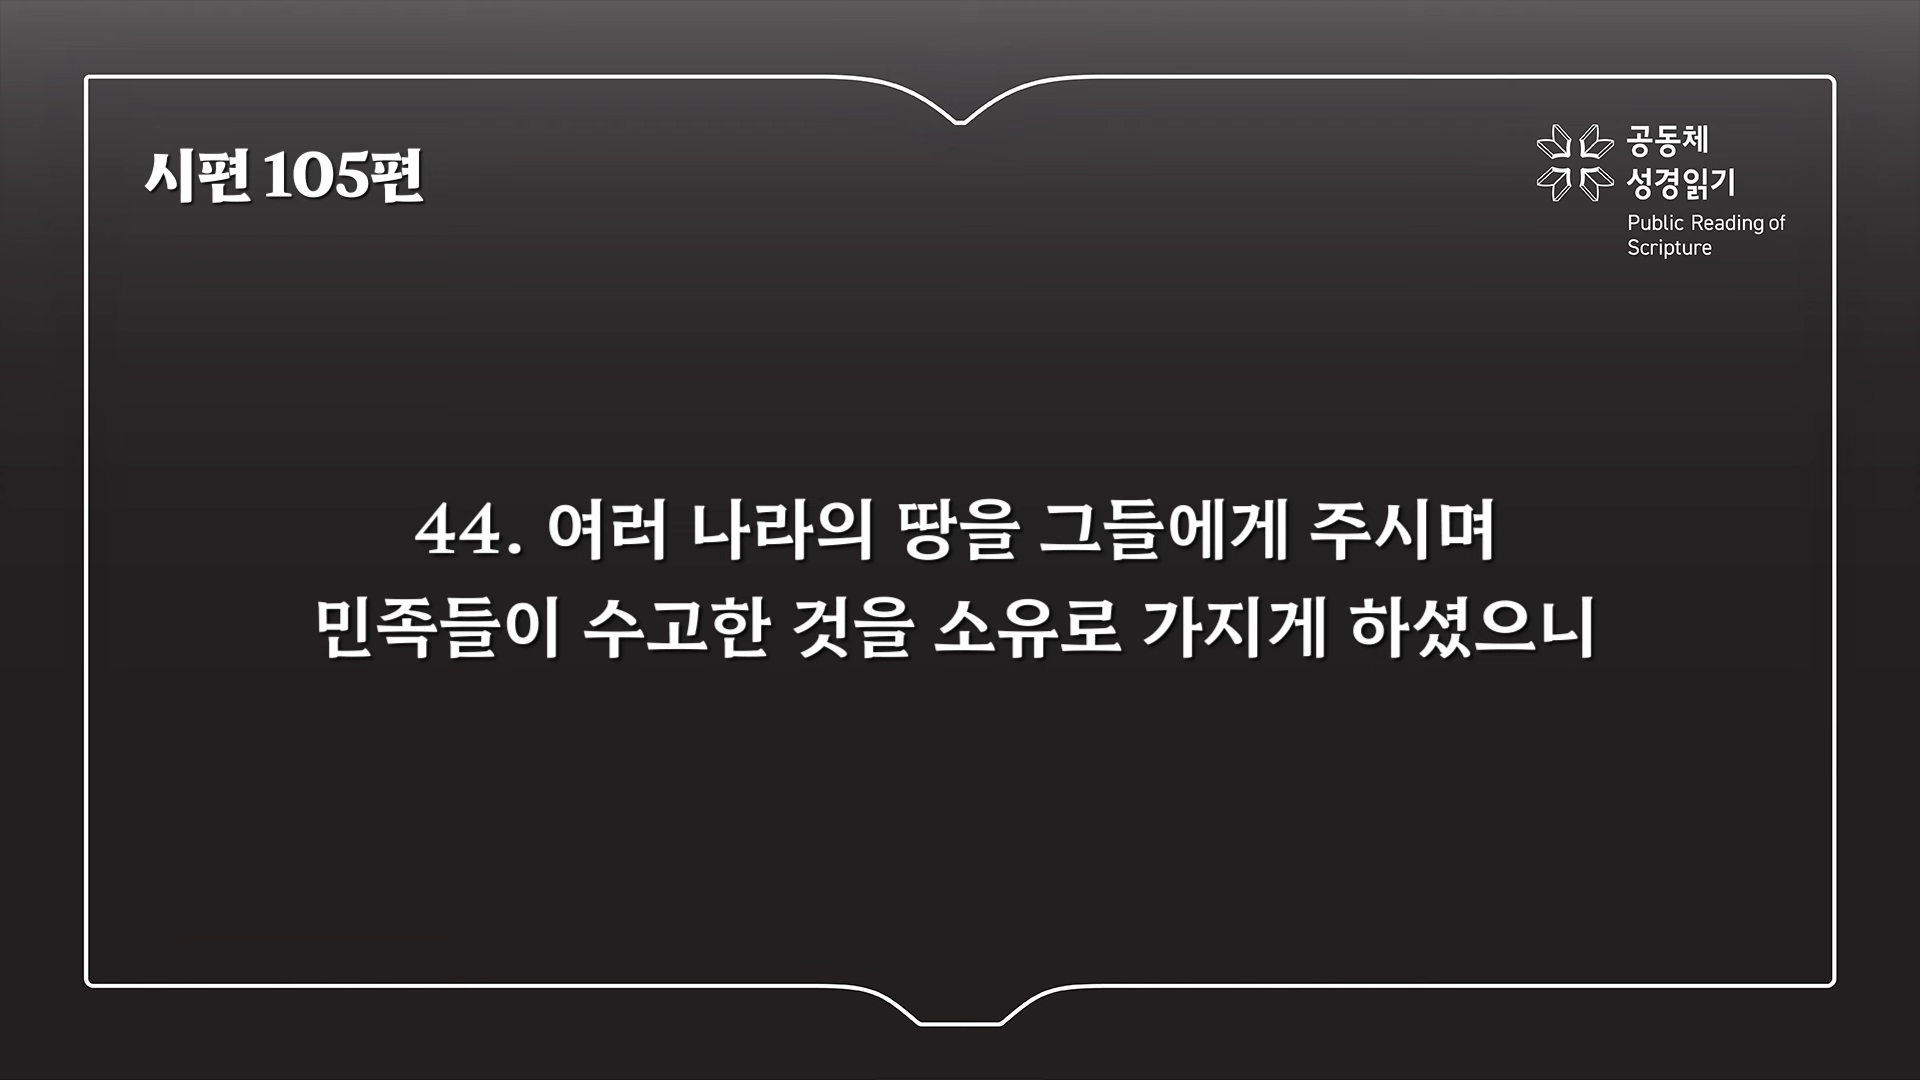 시편 105편
공동체
성경읽기
Public Reading of
Scripture
44. 여러 나라의 땅을 그들에게 주시며
민족들이 수고한 것을 소유로 가지게 하셨으니